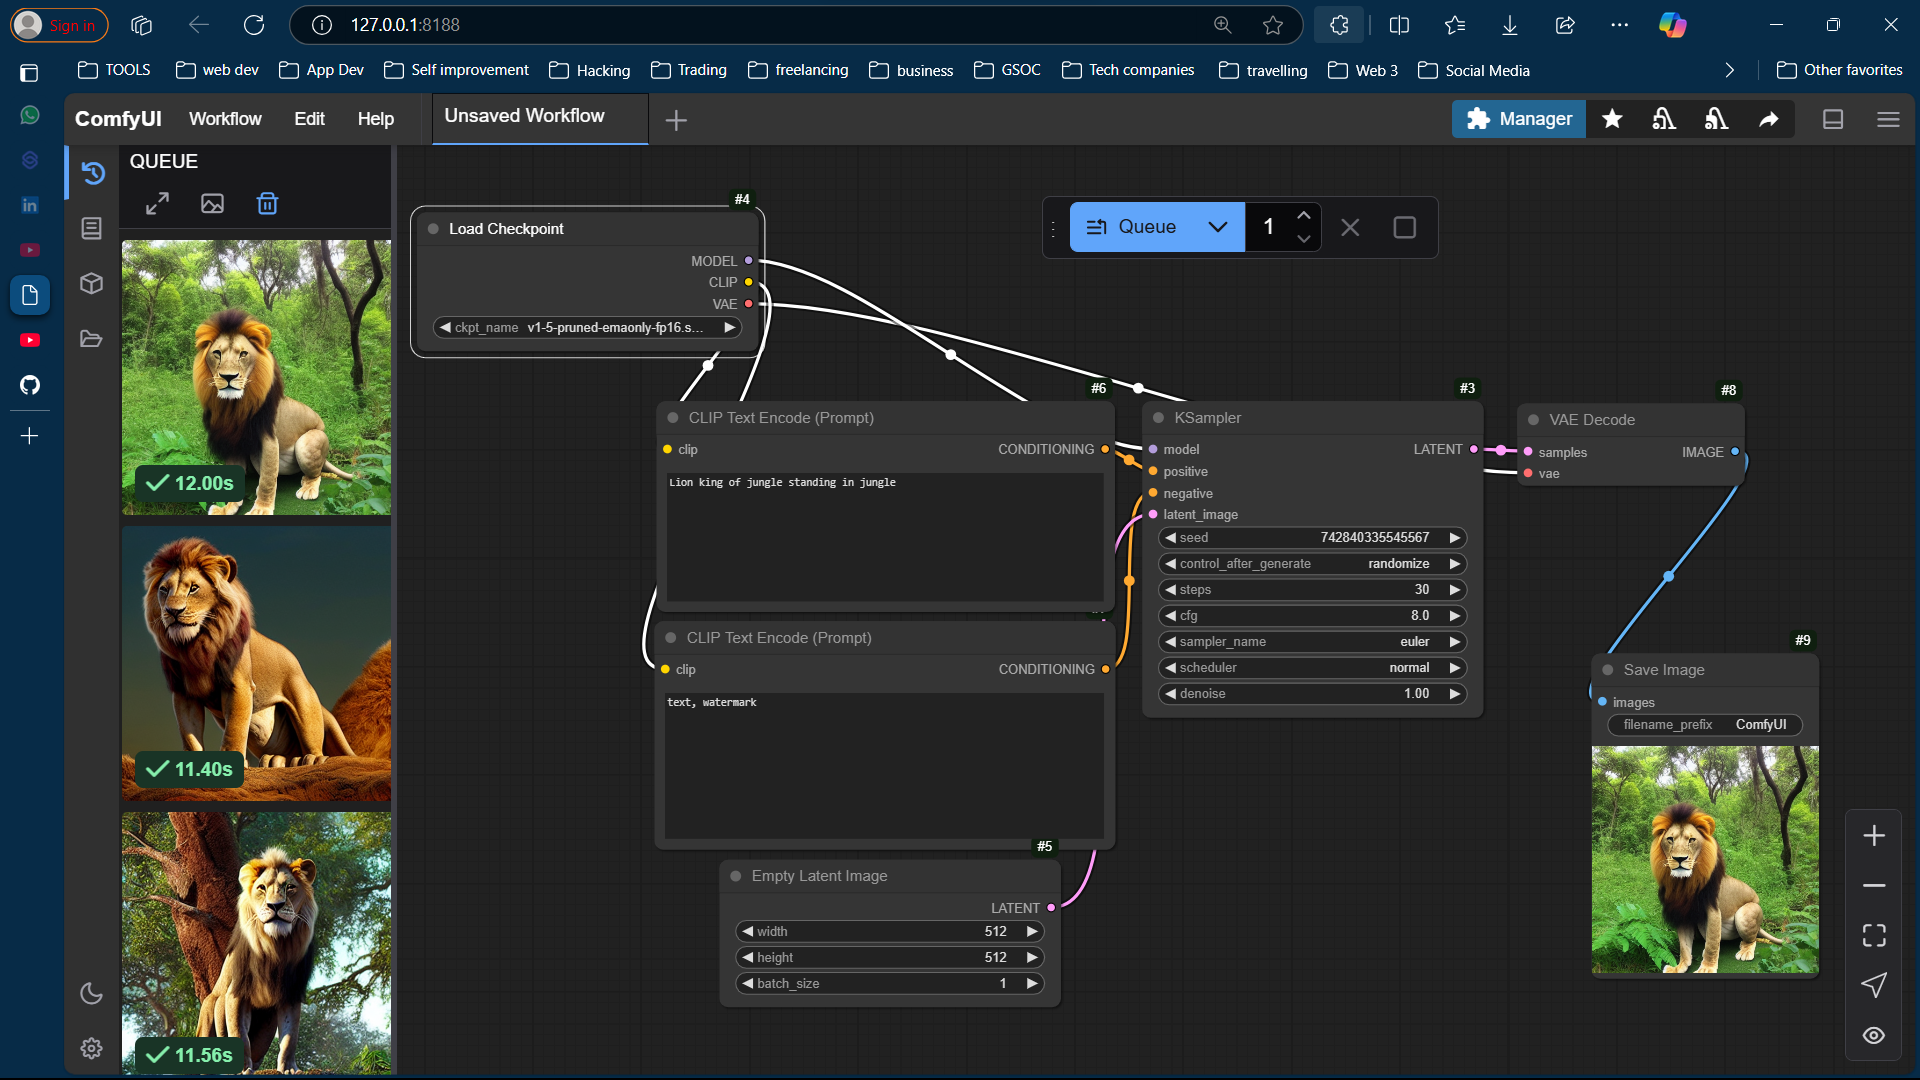 Sign in
127.0.0.1:8188
TOOLS
web dev
App Dev
Self improvement
Hacking
Trading
freelancing
business
GSOC
Tech companies
travelling
Web 3
Social Media
Other favorites
ComfyUI
Workflow
Edit
Help
Unsaved Workflow
Manager
QUEUE
12.00s
11.40s
11.56s
Queue
1
#4
Load Checkpoint
MODEL
CLIP
VAE
ckpt_name v1-5-pruned-emaonly-fp16.s...
#6
CLIP Text Encode (Prompt)
clip CONDITIONING
Lion king of jungle standing in jungle
CLIP Text Encode (Prompt)
clip CONDITIONING
text, watermark
#5
Empty Latent Image
LATENT
width 512
height 512
batch_size 1
#3
KSampler
model LATENT
positive
negative
latent_image
seed 742840335545567
control_after_generate randomize
steps 30
cfg 8.0
sampler_name euler
scheduler normal
denoise 1.00
#8
VAE Decode
samples IMAGE
vae
#9
Save Image
images
filename_prefix ComfyUI